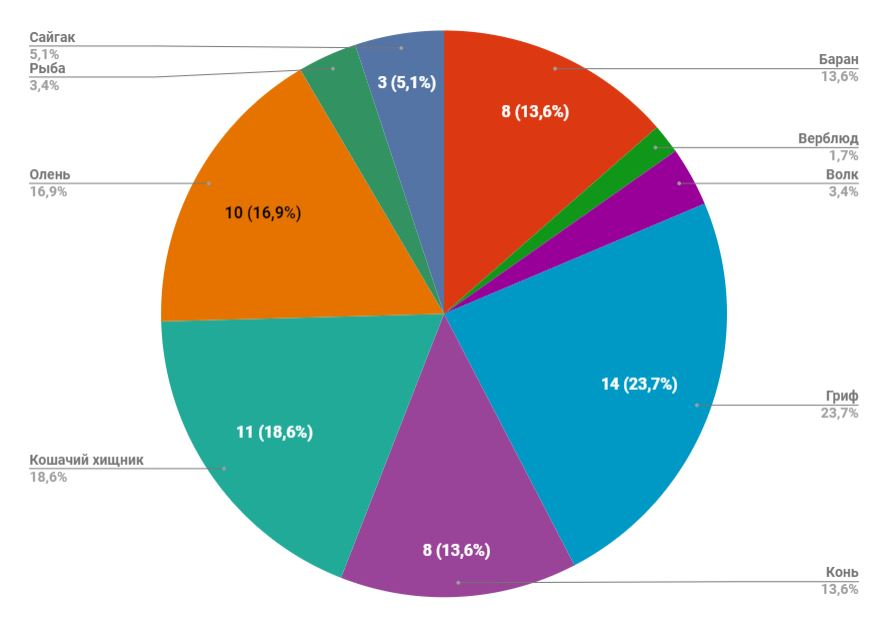 Сайгак
5,1%
Рыба
3,4%
Олень
16,9%
Кошачий хищник
18,6%
3 (5,1%)
8 (13,6%)
10 (16,9%)
14 (23,7%)
11 (18,6%)
8 (13,6%)
Баран
13,6%
Верблюд
1,7%
Волк
3,4%
Гриф
23,7%
Конь
13,6%